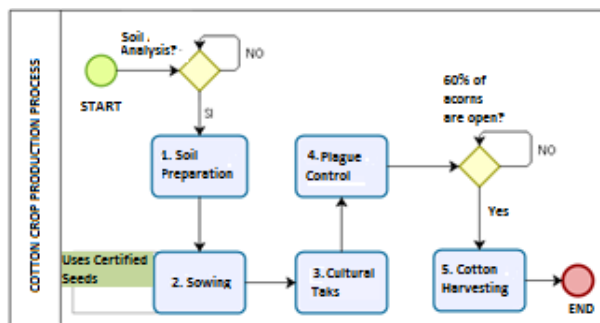 COTTON CROP PRODUCTION PROCESS
Soil .
Analysis?
NO
START
SI
1. Soil
Preparation
Uses Certified
Seeds
2. Sowing
3. Cultural
Taks
4. Plague
Control
60% of
acorns
are open?
NO
Yes
5. Cotton
Harvesting
END